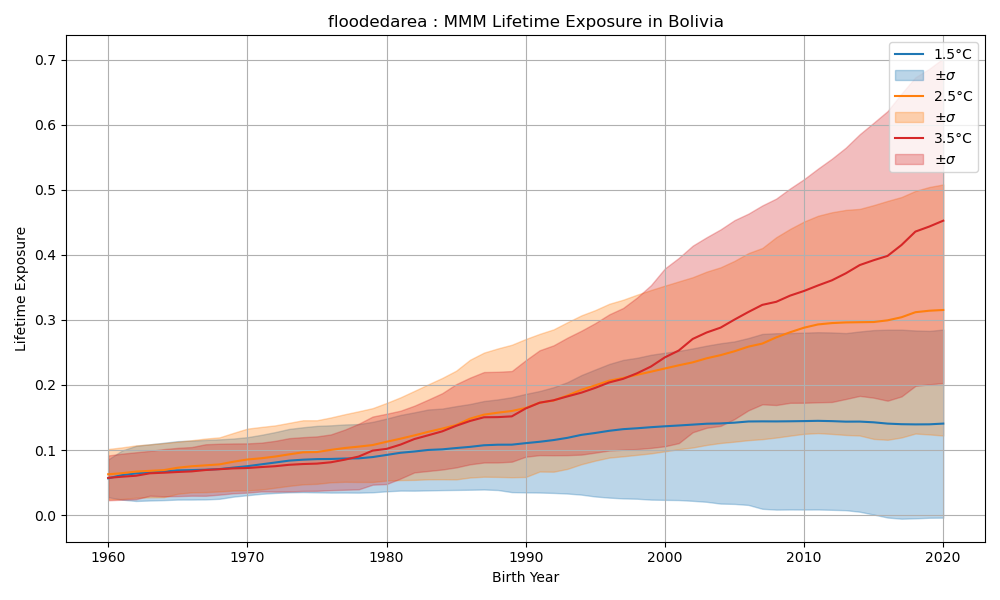 floodedarea : MMM Lifetime Exposure in Bolivia
1.5°C
±σ
2.5°C
±σ
3.5°C
±σ
0.7
0.6
0.5
0.4
0.3
0.2
0.1
0.0
Lifetime Exposure
1960 1970 1980 1990 2000 2010 2020
Birth Year